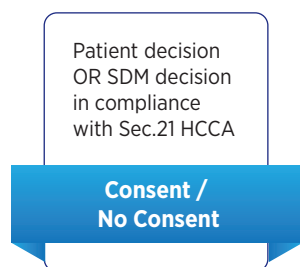 Patient decision
OR SDM decision
in compliance
with Sec.21 HCCA
Consent /
No Consent